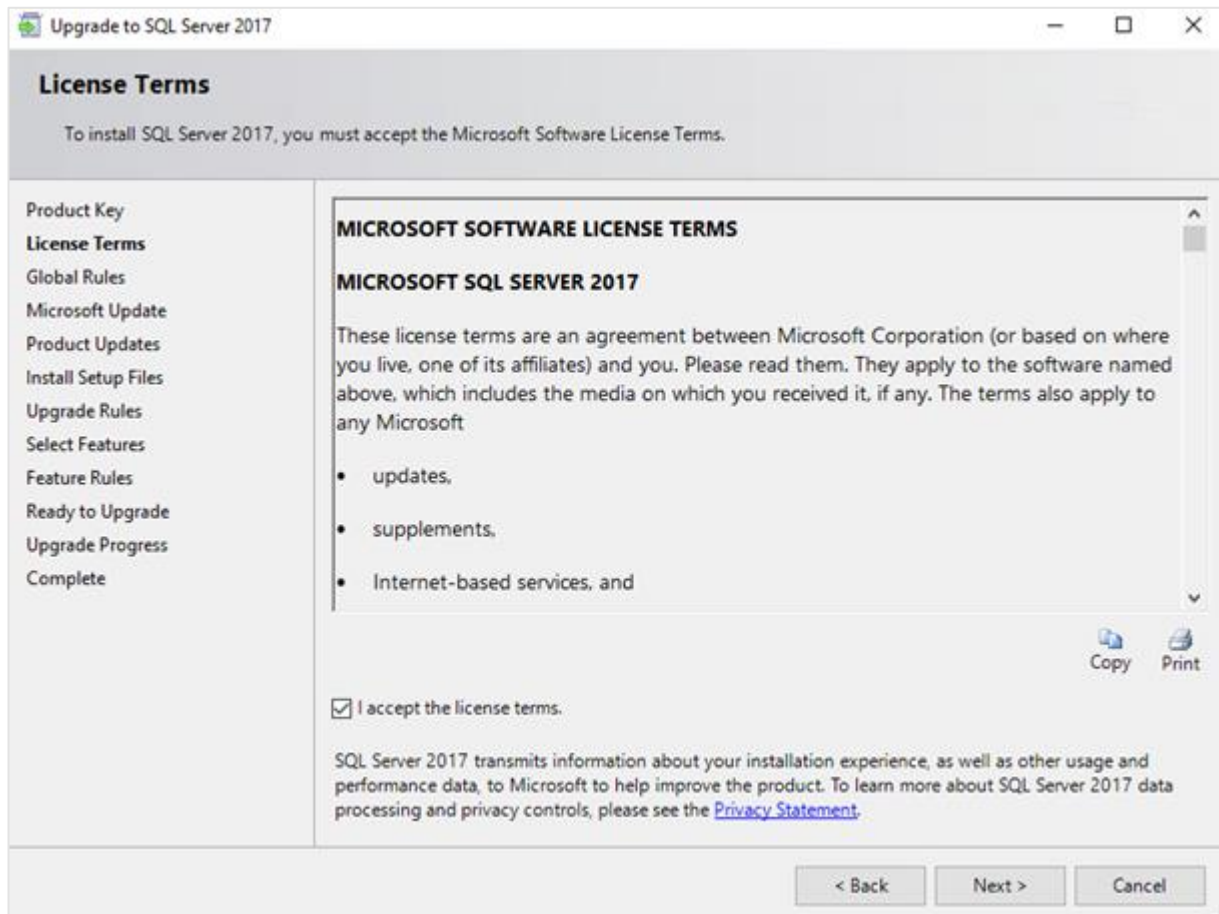 Upgrade to SQL Server 2017
License Terms
To install SQL Server 2017, you must accept the Microsoft Software License Terms.
Product Key
License Terms
Global Rules
Microsoft Update
Product Updates
Install Setup Files
Upgrade Rules
Select Features
Feature Rules
Ready to Upgrade
Upgrade Progress
Complete
MICROSOFT SOFTWARE LICENSE TERMS
MICROSOFT SQL SERVER 2017
These license terms are an agreement between Microsoft Corporation (or based on where
you live, one of its affiliates) and you. Please read them. They apply to the software named
above, which includes the media on which you received it, if any. The terms also apply to
any Microsoft
• updates,
• supplements,
• Internet-based services, and
Copy
Print
I accept the license terms.
SQL Server 2017 transmits information about your installation experience, as well as other usage and
performance data, to Microsoft to help improve the product. To learn more about SQL Server 2017 data
processing and privacy controls, please see the Privacy Statement.
< Back
Next >
Cancel